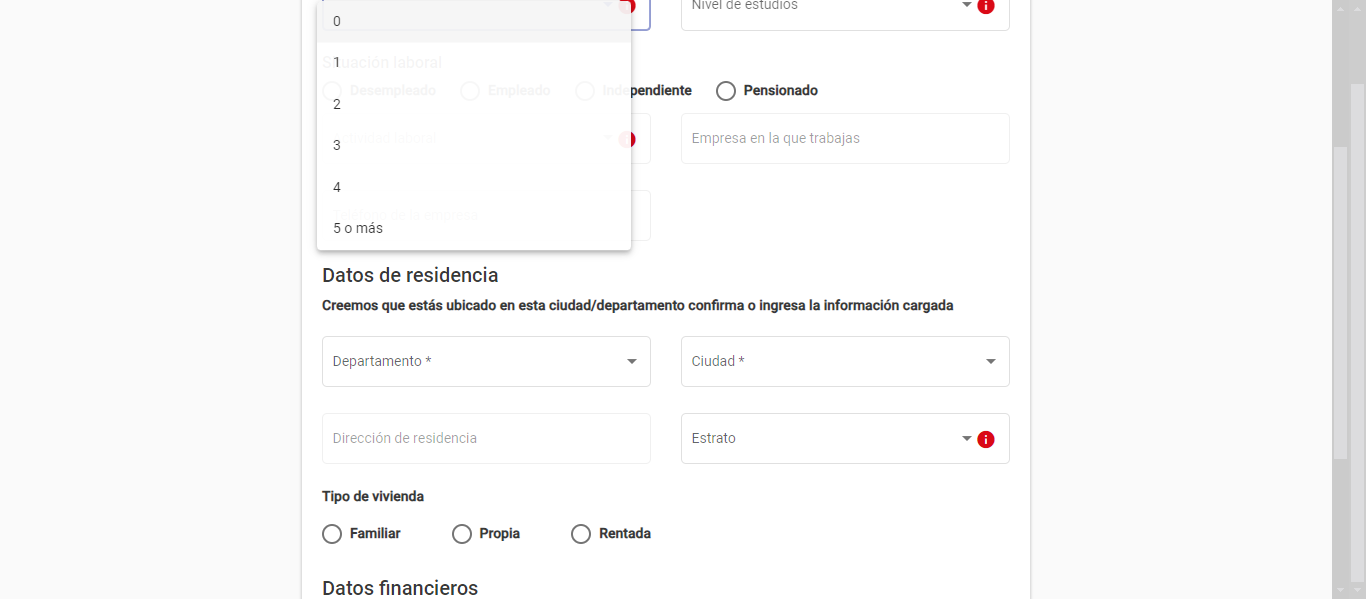 Nivel de estudios
0
Situación laboral
1
Desempleado Empleado Independiente Pensionado
2
Empresa en la que trabajas
3
4
5 o más
Datos de residencia
Creemos que estás ubicado en esta ciudad/departamento confirma o ingresa la información cargada
Departamento * Ciudad *
Dirección de residencia Estrato
Tipo de vivienda
Familiar Propia Rentada
Datos financieros